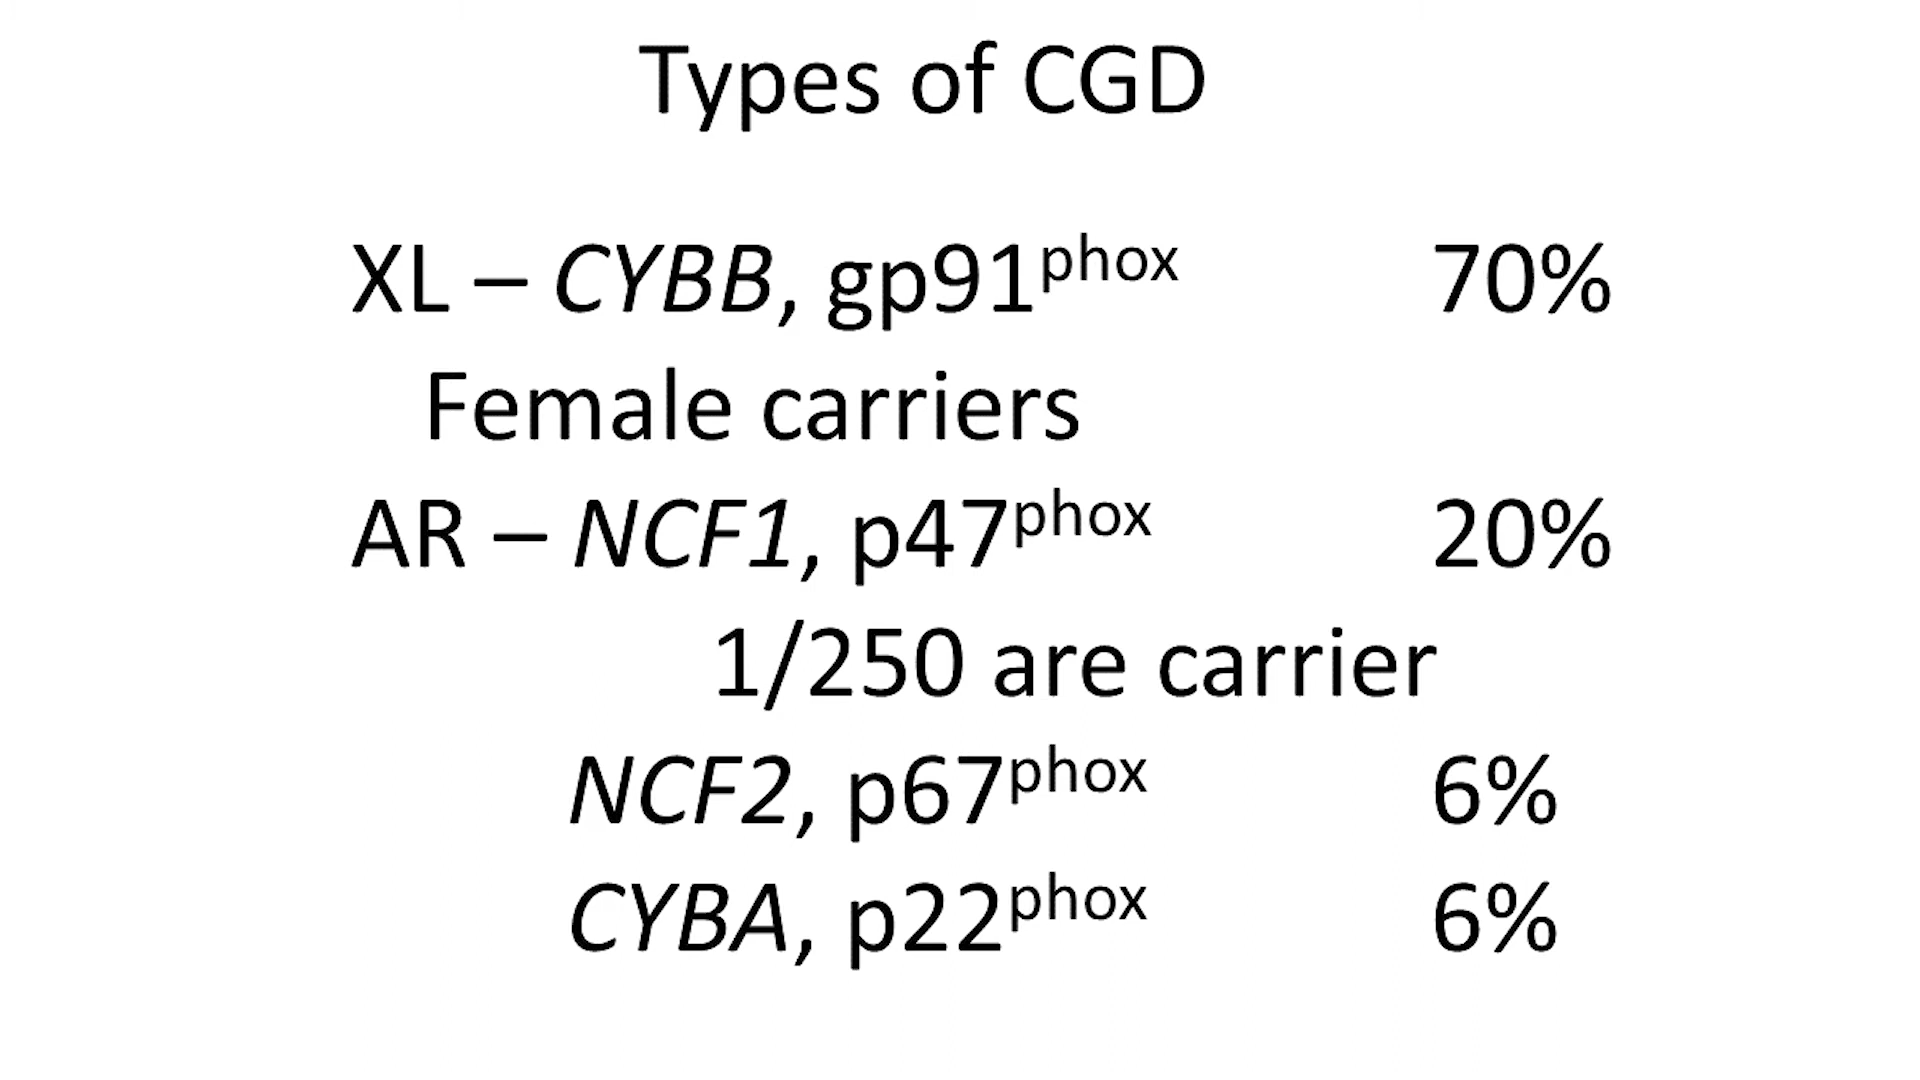 Types of CGD
XL – CYBB, gp91phox 70%
Female carriers
AR – NCF1, p47phox 20%
1/250 are carrier
NCF2, p67phox 6%
CYBA, p22phox 6%